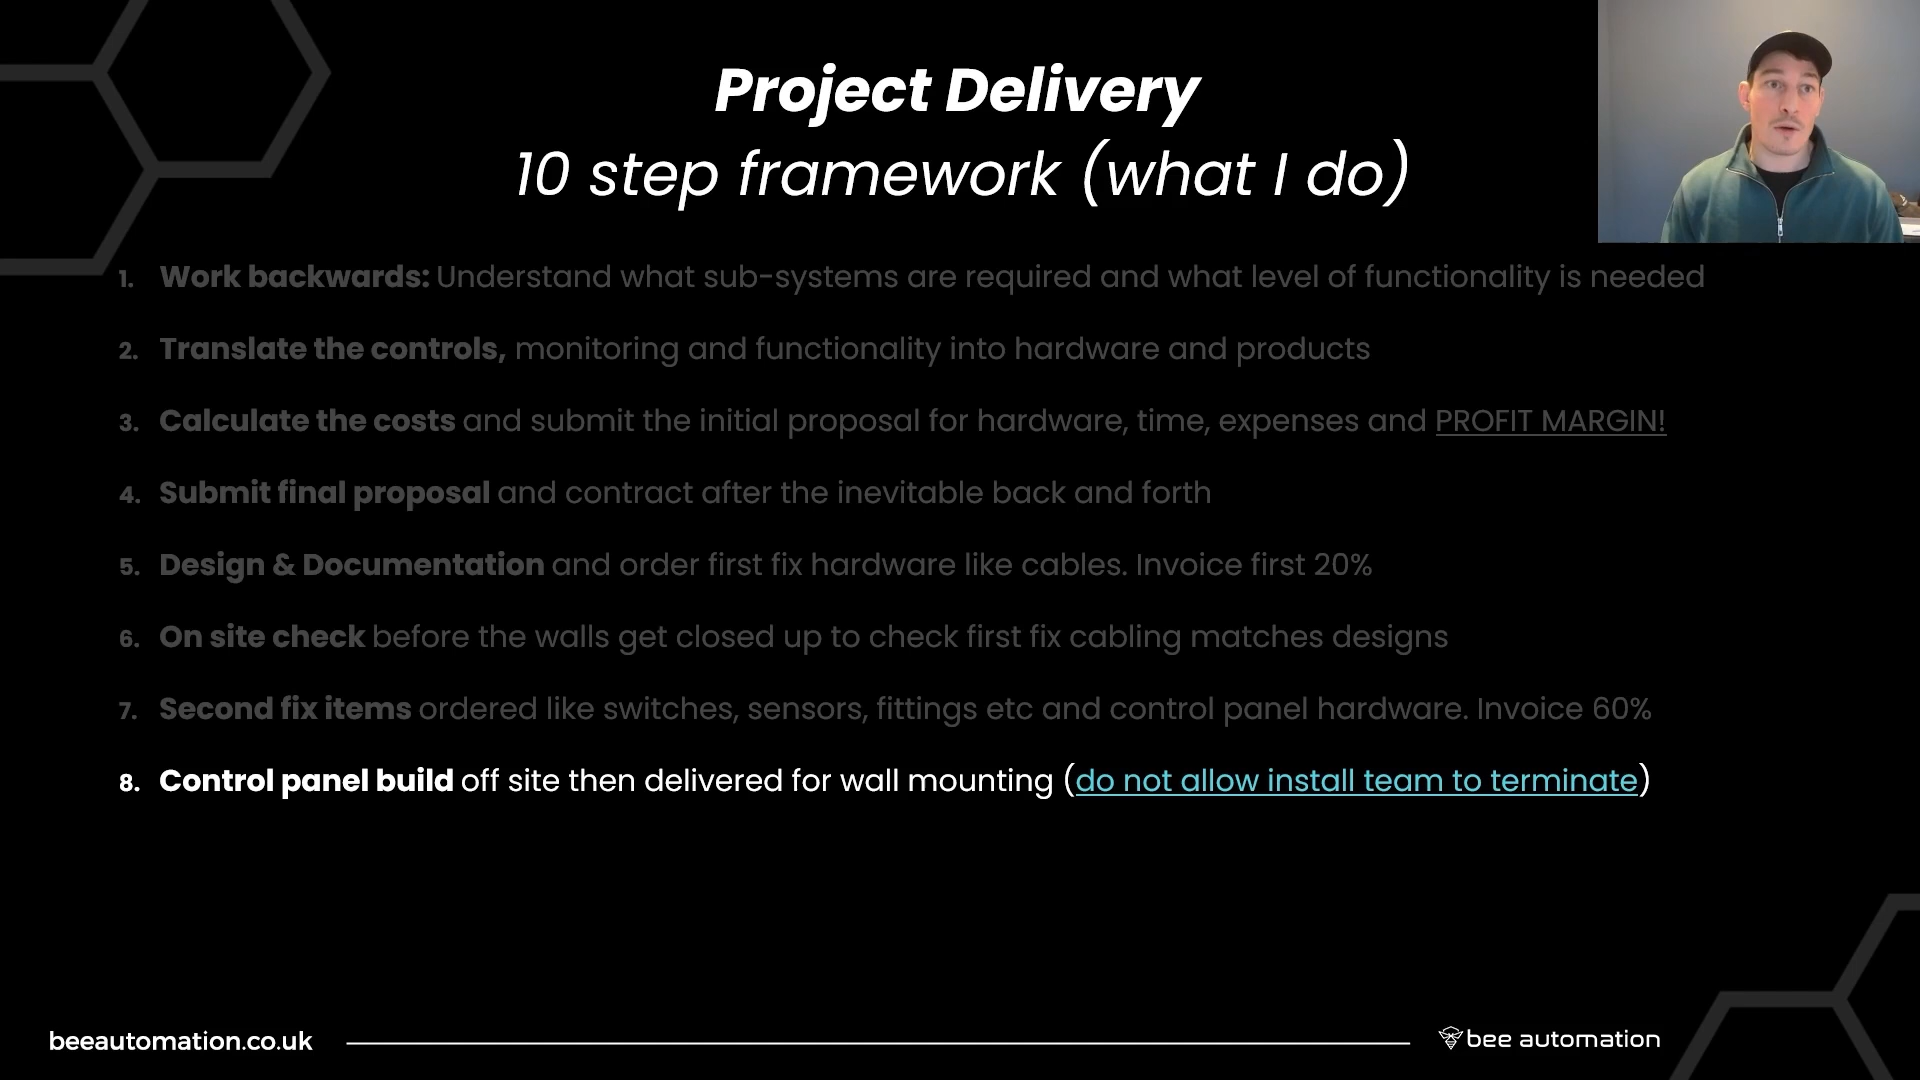 Project Delivery
10 step framework (what I do)
1. Work backwards: Understand what sub-systems are required and what level of functionality is needed
2. Translate the controls, monitoring and functionality into hardware and products
3. Calculate the costs and submit the initial proposal for hardware, time, expenses and PROFIT MARGIN!
4. Submit final proposal and contract after the inevitable back and forth
5. Design & Documentation and order first fix hardware like cables. Invoice first 20%
6. On site check before the walls get closed up to check first fix cabling matches designs
7. Second fix items ordered like switches, sensors, fittings etc and control panel hardware. Invoice 60%
8. Control panel build off site then delivered for wall mounting (do not allow install team to terminate)
beeautomation.co.uk
bee automation